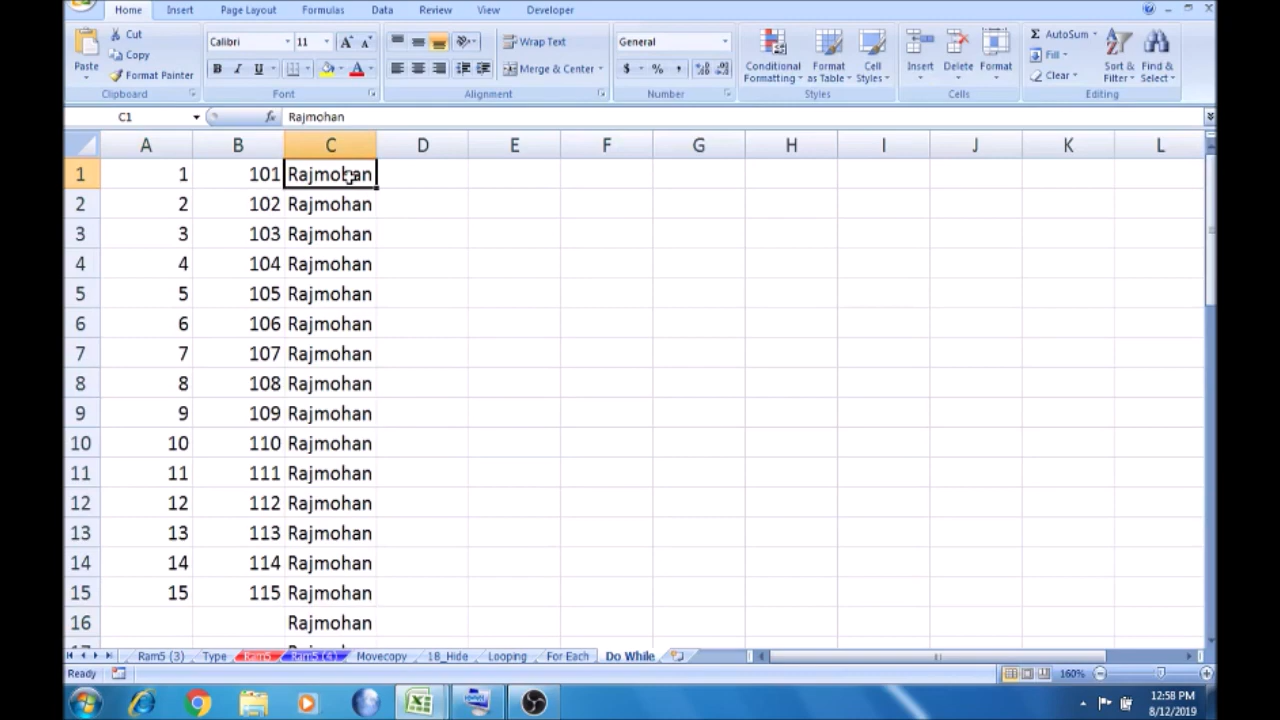 Home Insert Page Layout Formulas Data Review View Developer
Cut
Copy
Format Painter
Paste
Clipboard
Calibri 11
B I U
Font
Wrap Text
Merge & Center
Alignment
General
$ % ,
Number
Conditional Formatting
Format as Table
Cell Styles
Styles
Insert Delete Format
Cells
Σ AutoSum
Fill
Clear
Sort & Filter
Find & Select
Editing
C1 fx Rajmohan
A B C D E F G H I J K L
1 1 101 Rajmohan
2 2 102 Rajmohan
3 3 103 Rajmohan
4 4 104 Rajmohan
5 5 105 Rajmohan
6 6 106 Rajmohan
7 7 107 Rajmohan
8 8 108 Rajmohan
9 9 109 Rajmohan
10 10 110 Rajmohan
11 11 111 Rajmohan
12 12 112 Rajmohan
13 13 113 Rajmohan
14 14 114 Rajmohan
15 15 115 Rajmohan
16 Rajmohan
Ram5 (3) Type Ram5 Ram5 (4) Movecopy 1B_Hide Looping For Each Do While
Ready 160%
12:58 PM
8/12/2019